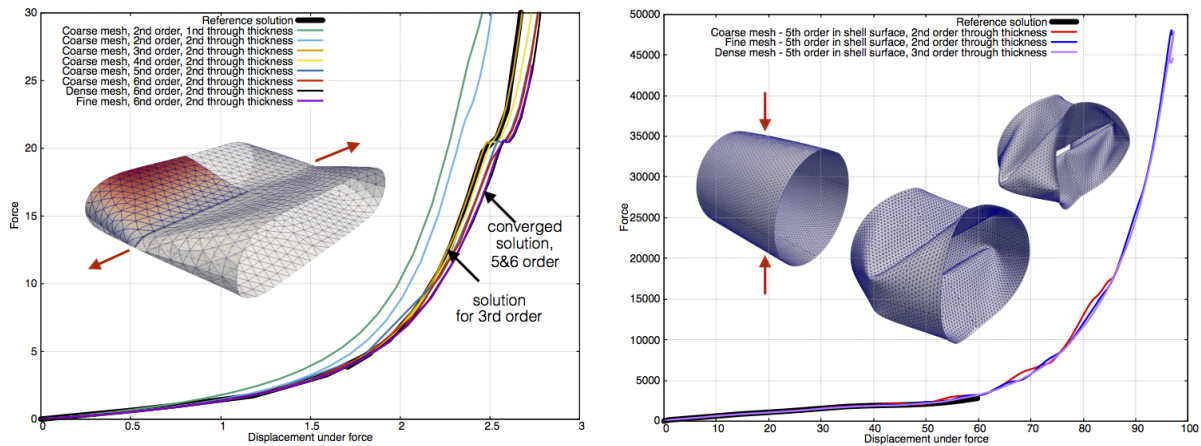 30
25
20
15
10
5
0
0
0.5
1
1.5
2
2.5
3
Force
Displacement under force
Reference solution
Coarse mesh, 2nd order, 1nd through thickness
Coarse mesh, 2nd order, 2nd through thickness
Coarse mesh, 3rd order, 2nd through thickness
Coarse mesh, 4rd order, 2nd through thickness
Coarse mesh, 5rd order, 2nd through thickness
Coarse mesh, 6rd order, 2nd through thickness
Dense mesh, 6nd order, 2nd through thickness
Fine mesh, 6nd order, 2nd through thickness
converged
solution,
5&6 order
solution
for 3rd order
50000
45000
40000
35000
30000
25000
20000
15000
10000
5000
0
0
10
20
30
40
50
60
70
80
90
100
Force
Displacement under force
Reference solution
Coarse mesh - 5th order in shell surface, 2nd order through thickness
Fine mesh - 5th order in shell surface, 2nd order through thickness
Dense mesh - 5th order in shell surface, 3nd order through thickness